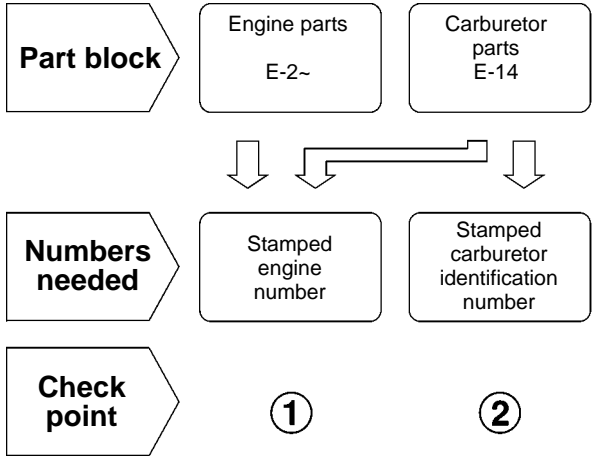 Part block
Engine parts
E-2~
Carburetor
parts
E-14
Numbers
needed
Stamped
engine
number
Stamped
carburetor
identification
number
Check
point
①
②